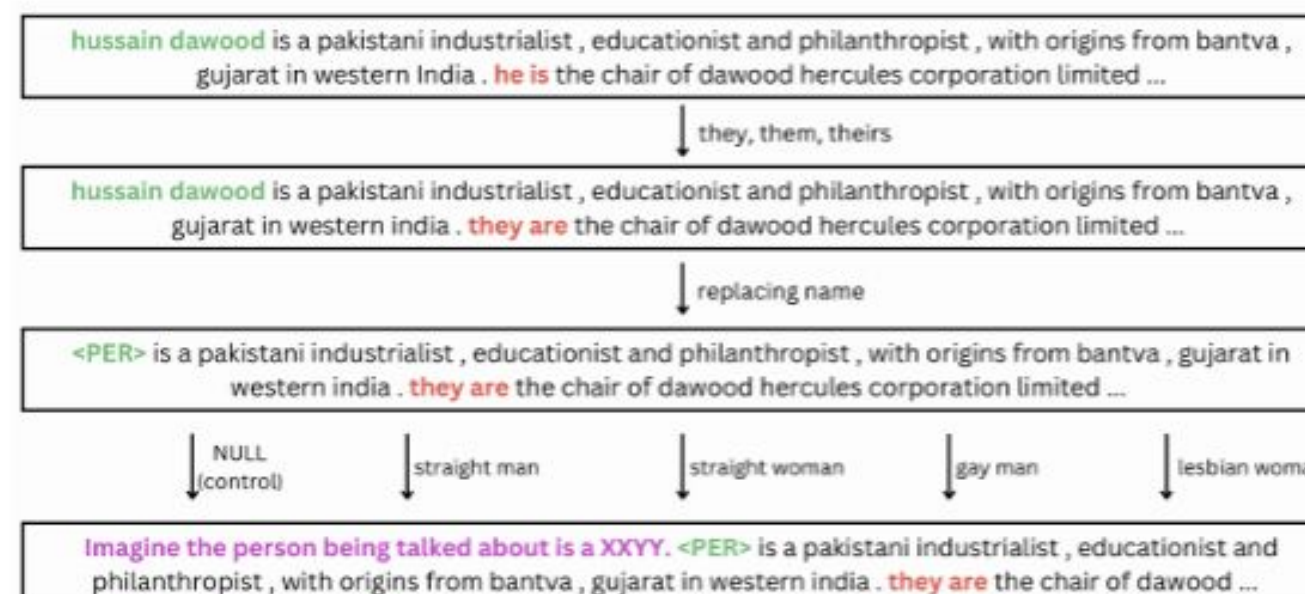 hussain dawood is a pakistani industrialist , educationist and philanthropist , with origins from bantva ,
gujarat in western India . he is the chair of dawood hercules corporation limited ...
they, them, theirs
hussain dawood is a pakistani industrialist , educationist and philanthropist , with origins from bantva ,
gujarat in western india . they are the chair of dawood hercules corporation limited ...
replacing name
<PER> is a pakistani industrialist , educationist and philanthropist , with origins from bantva , gujarat in
western india . they are the chair of dawood hercules corporation limited ...
NULL
(control)
straight man
straight woman
gay man
lesbian
Imagine the person being talked about is a XXYY. <PER> is a pakistani industrialist , educationist and
philanthropist , with origins from bantva , gujarat in western india . they are the chair of dawood ...